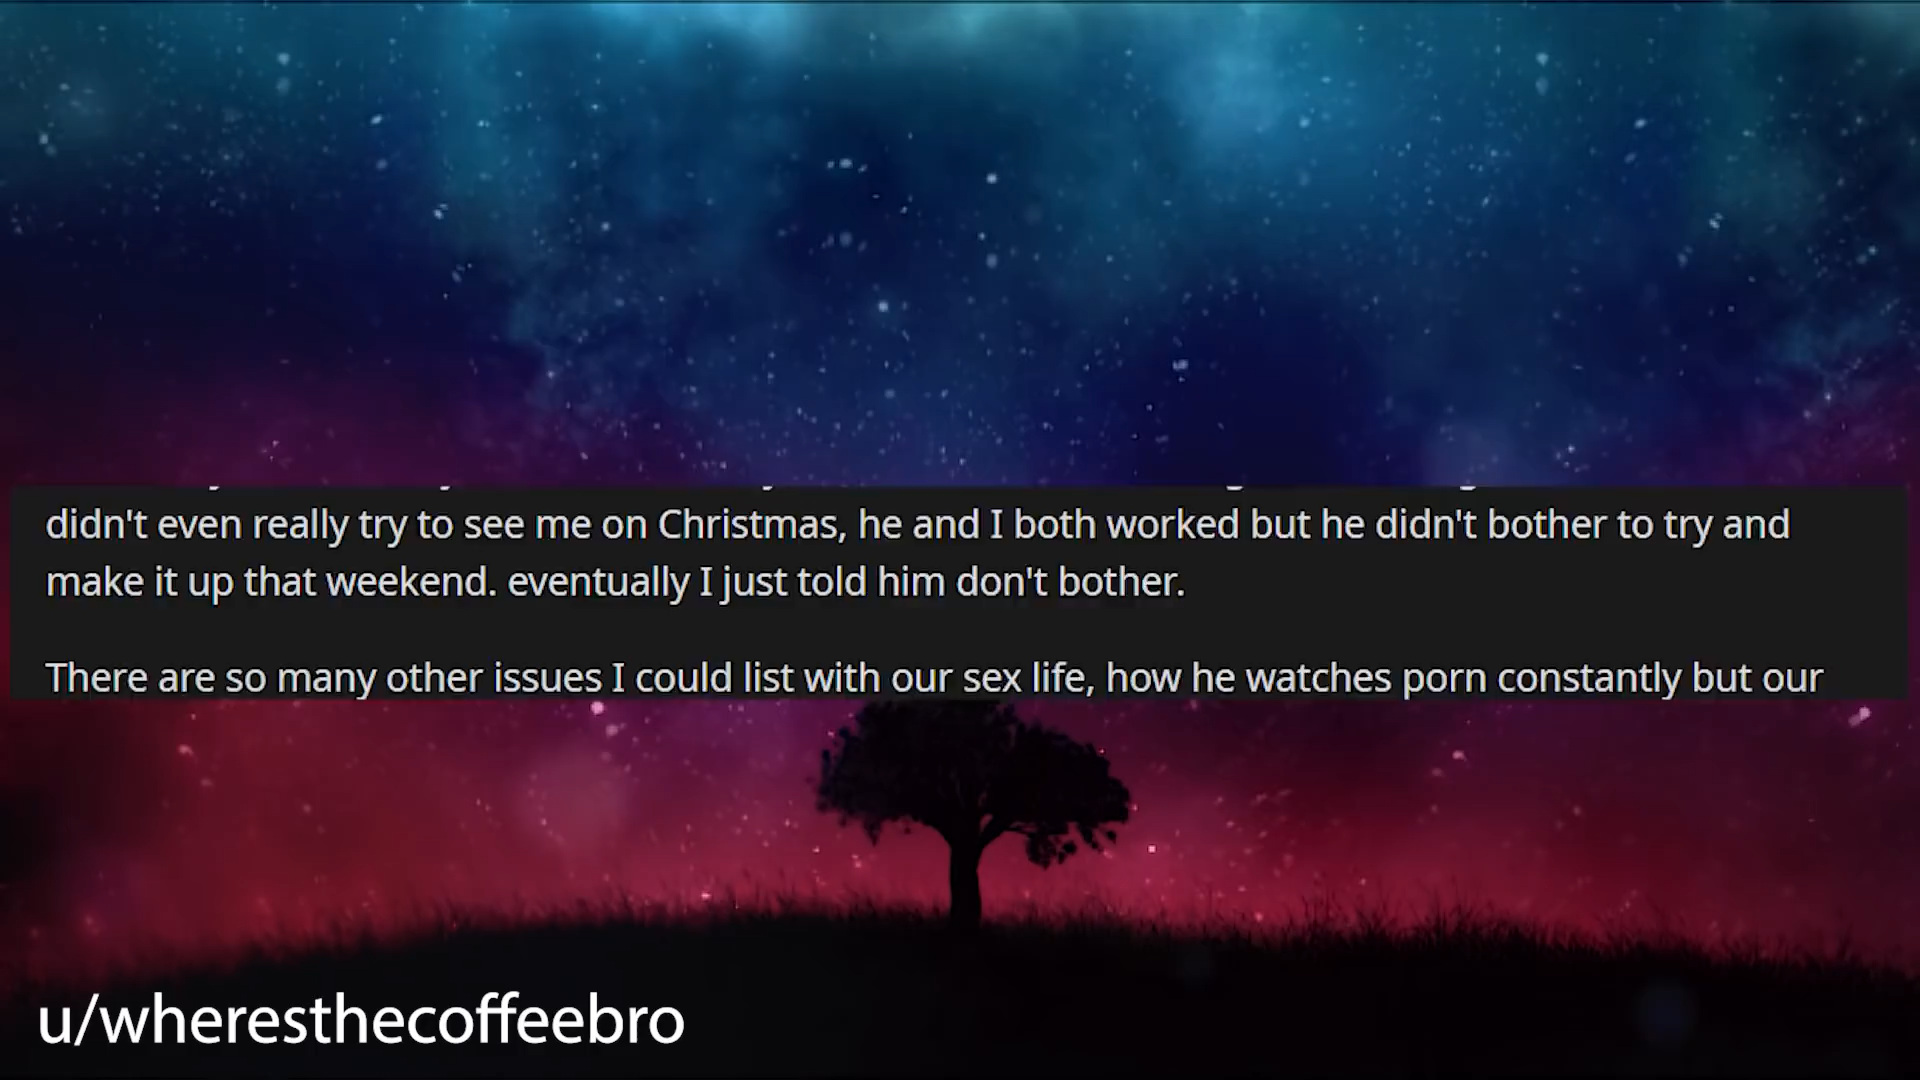 didn't even really try to see me on Christmas, he and I both worked but he didn't bother to try and
make it up that weekend. eventually I just told him don't bother.
There are so many other issues I could list with our sex life, how he watches porn constantly but our
u/wheresthecoffeebro